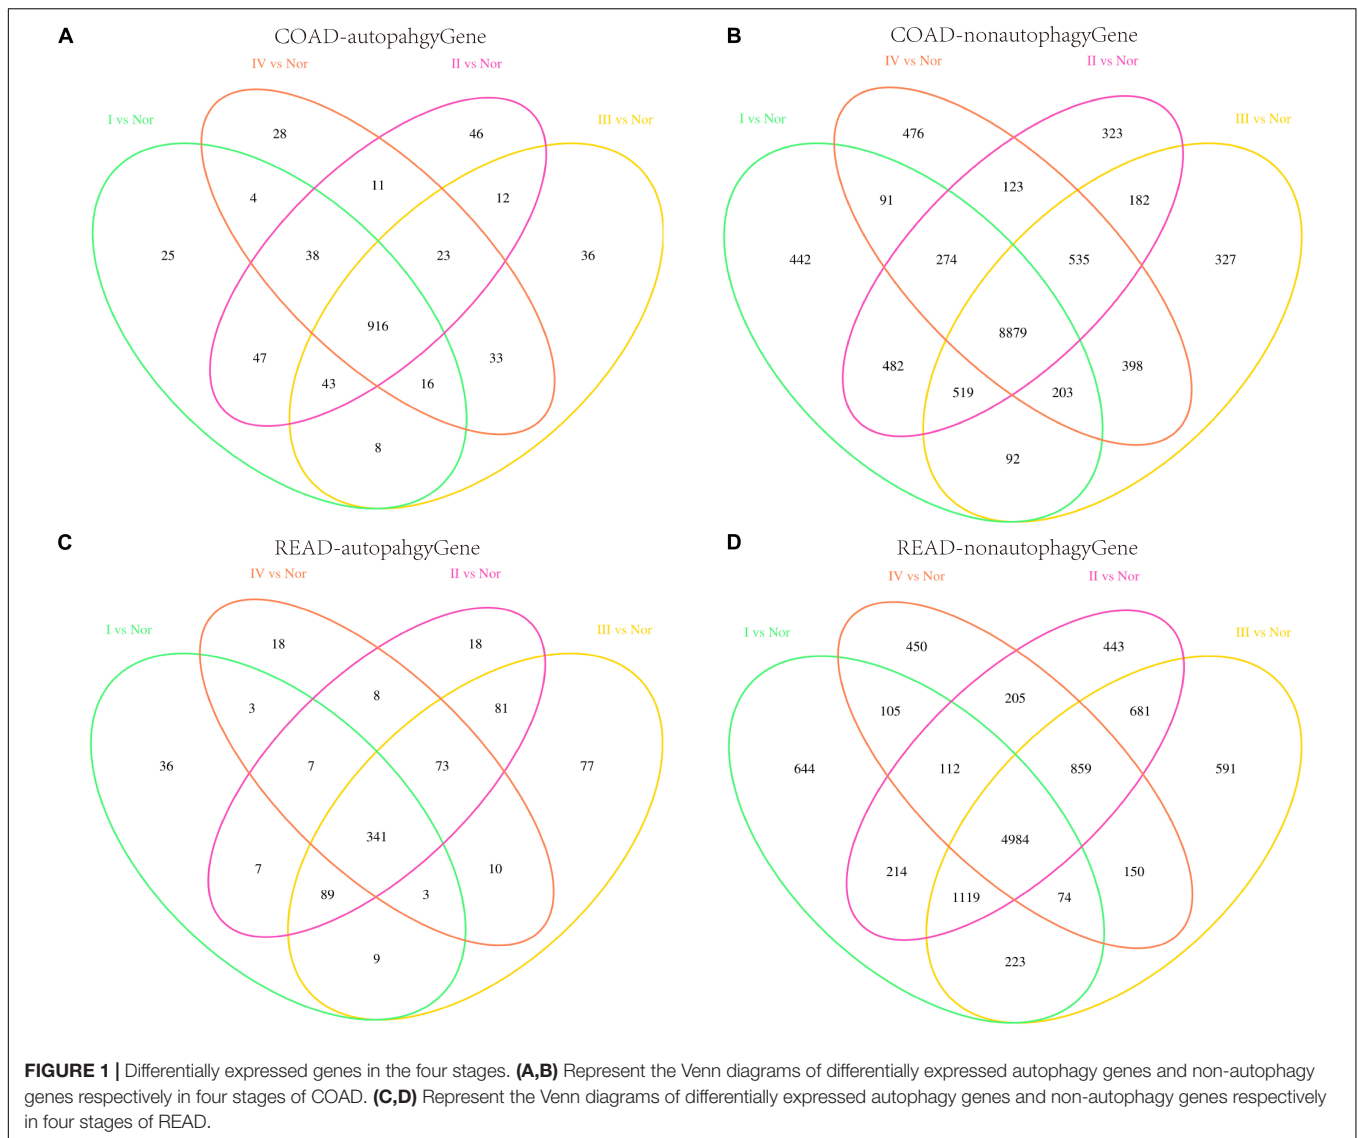 A
COAD-autopahgyGene
IV vs Nor
II vs Nor
I vs Nor
III vs Nor
28
46
4
11
12
25
38
23
36
916
47
33
43
16
8
B
COAD-nonautophagyGene
IV vs Nor
II vs Nor
I vs Nor
III vs Nor
476
323
91
123
182
442
274
535
327
8879
482
398
519
203
92
C
READ-autopahgyGene
IV vs Nor
II vs Nor
I vs Nor
III vs Nor
18
18
3
8
81
36
7
73
77
341
7
10
89
3
9
D
READ-nonautophagyGene
IV vs Nor
II vs Nor
I vs Nor
III vs Nor
450
443
105
205
681
644
112
859
591
4984
214
150
1119
74
223
FIGURE 1 | Differentially expressed genes in the four stages. (A,B) Represent the Venn diagrams of differentially expressed autophagy genes and non-autophagy
genes respectively in four stages of COAD. (C,D) Represent the Venn diagrams of differentially expressed autophagy genes and non-autophagy genes respectively
in four stages of READ.